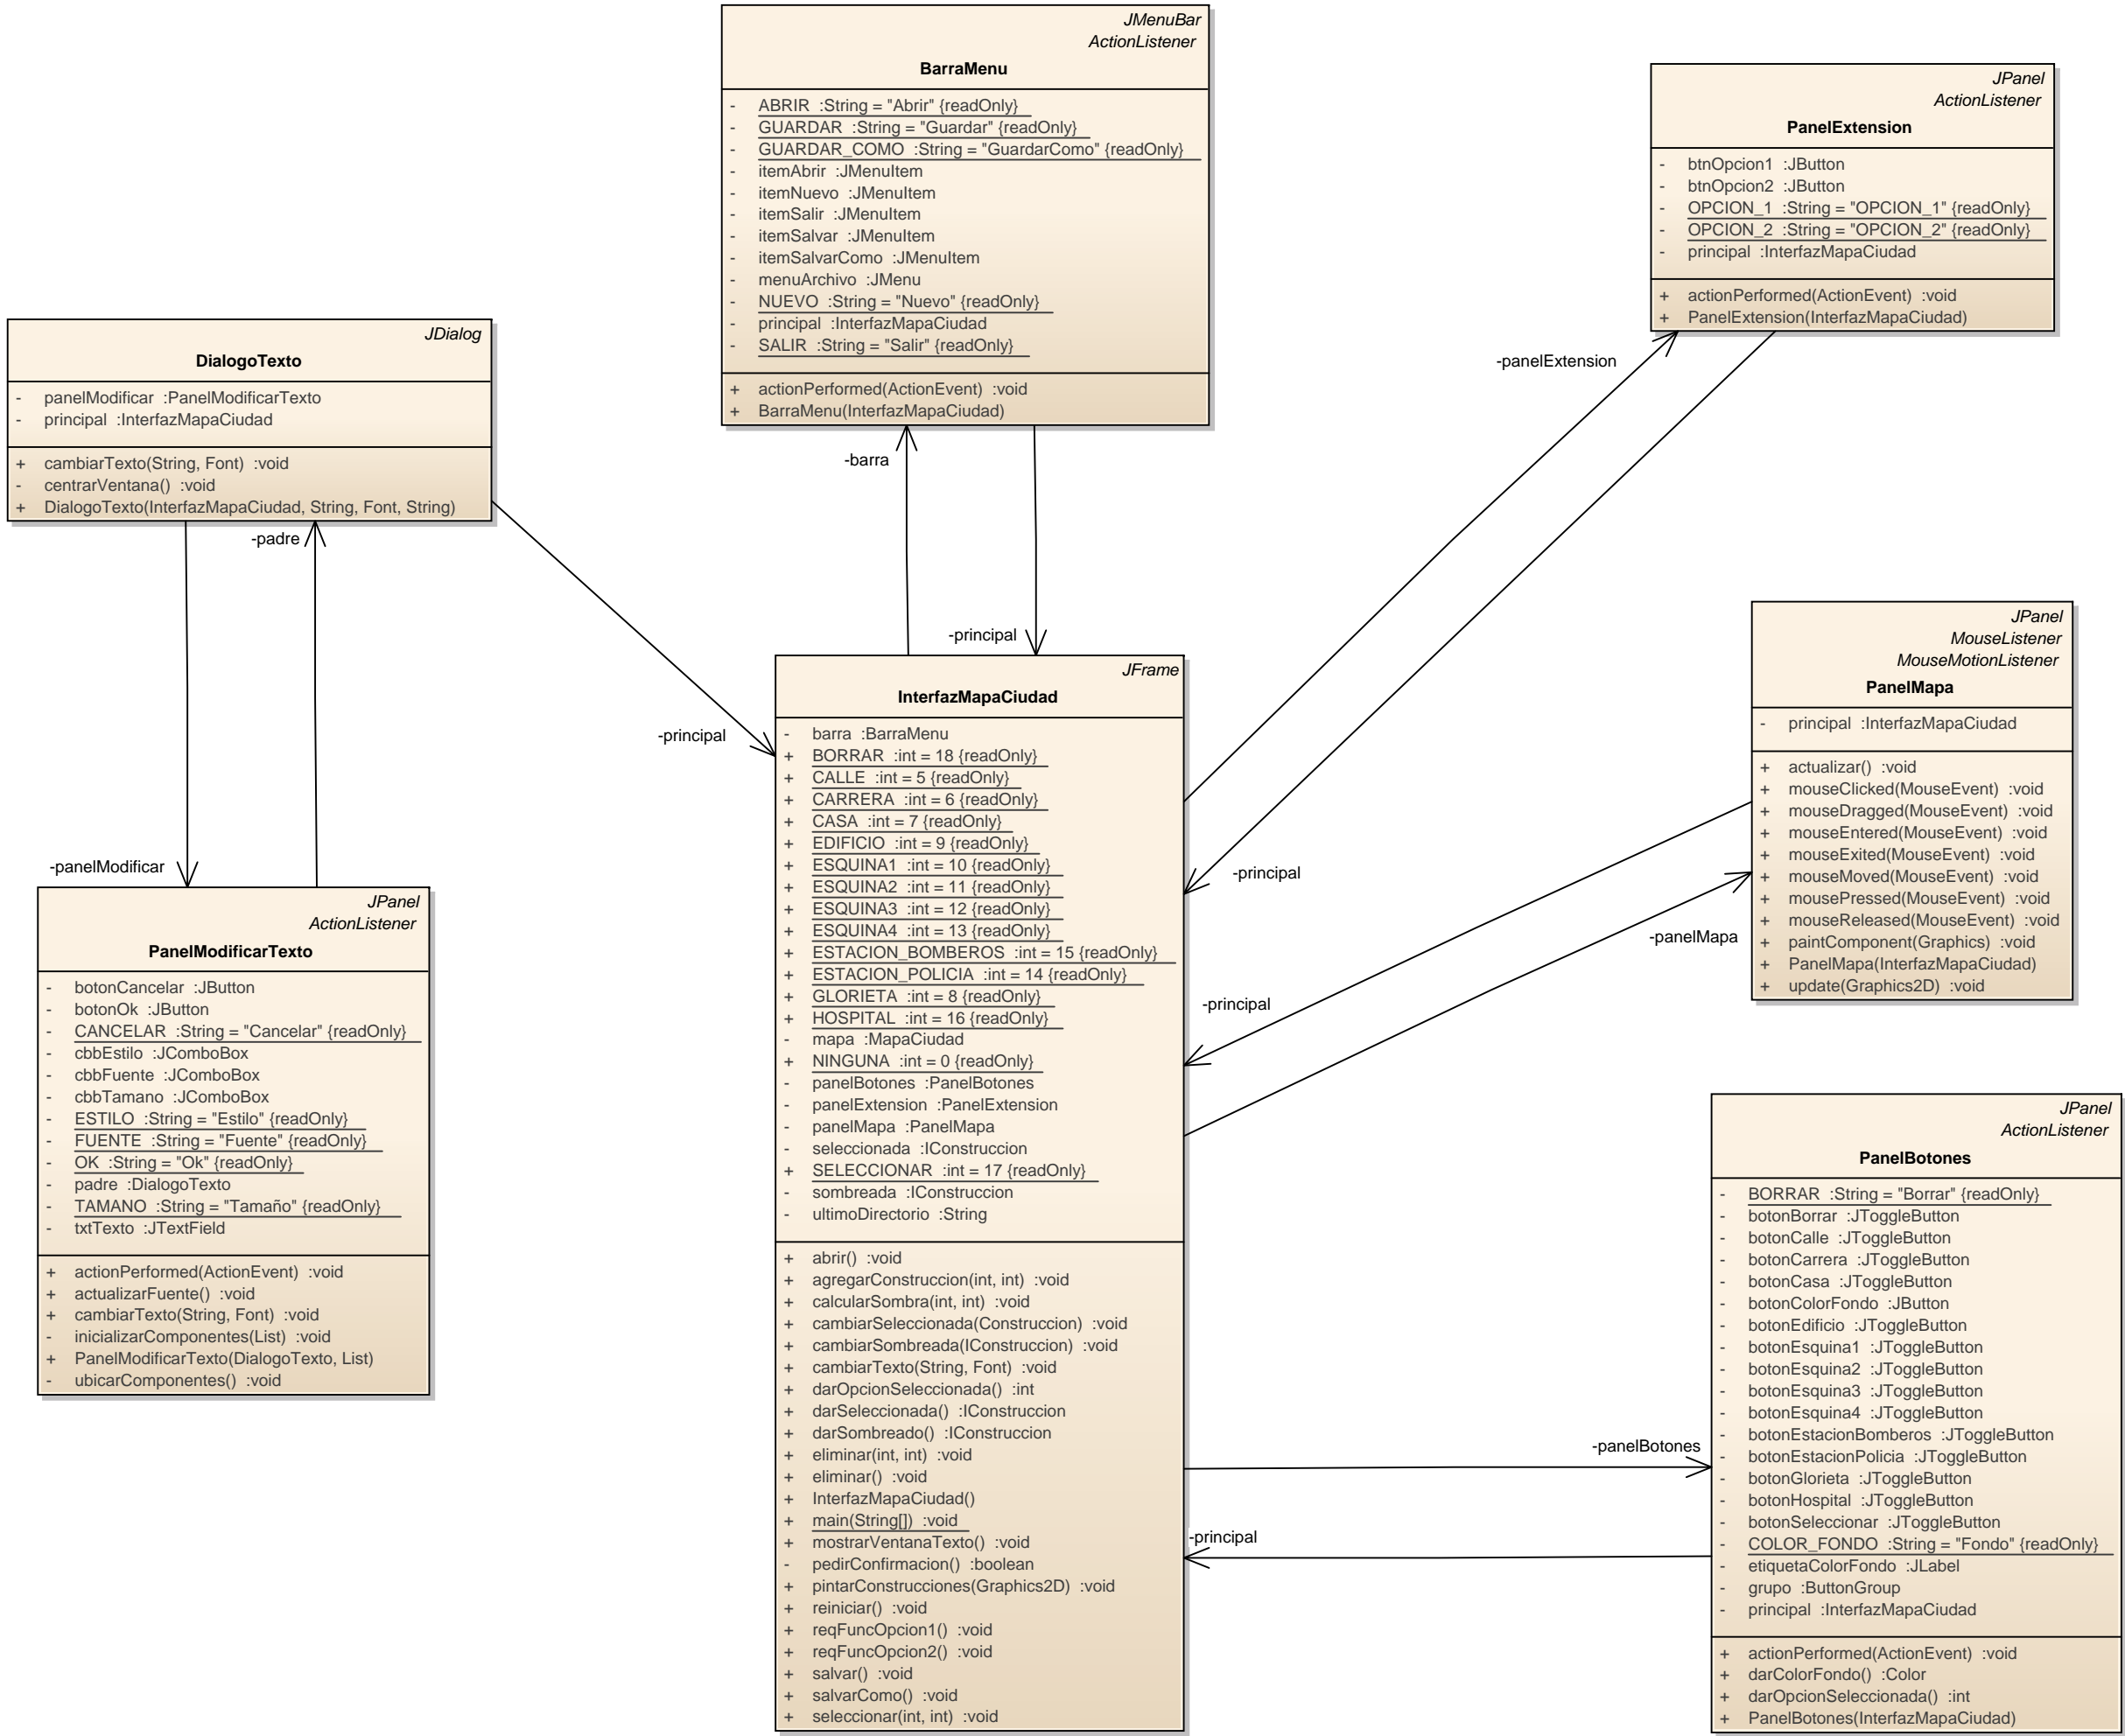 JMenuBar
ActionListener
BarraMenu
- ABRIR :String = "Abrir" {readOnly}
- GUARDAR :String = "Guardar" {readOnly}
- GUARDAR_COMO :String = "GuardarComo" {readOnly}
- itemAbrir :JMenuItem
- itemNuevo :JMenuItem
- itemSalir :JMenuItem
- itemSalvar :JMenuItem
- itemSalvarComo :JMenuItem
- menuArchivo :JMenu
- NUEVO :String = "Nuevo" {readOnly}
- principal :InterfazMapaCiudad
- SALIR :String = "Salir" {readOnly}
+ actionPerformed(ActionEvent) :void
+ BarraMenu(InterfazMapaCiudad)
JPanel
ActionListener
PanelExtension
- btnOpcion1 :JButton
- btnOpcion2 :JButton
- OPCION_1 :String = "OPCION_1" {readOnly}
- OPCION_2 :String = "OPCION_2" {readOnly}
- principal :InterfazMapaCiudad
+ actionPerformed(ActionEvent) :void
+ PanelExtension(InterfazMapaCiudad)
JDialog
DialogoTexto
- panelModificar :PanelModificarTexto
- principal :InterfazMapaCiudad
+ cambiarTexto(String, Font) :void
- centrarVentana() :void
+ DialogoTexto(InterfazMapaCiudad, String, Font, String)
-panelExtension
-barra
-padre
-principal
-principal
-panelModificar
-principal
-panelMapa
-principal
-panelBotones
-principal
JPanel
MouseListener
MouseMotionListener
PanelMapa
- principal :InterfazMapaCiudad
+ actualizar() :void
+ mouseClicked(MouseEvent) :void
+ mouseDragged(MouseEvent) :void
+ mouseEntered(MouseEvent) :void
+ mouseExited(MouseEvent) :void
+ mouseMoved(MouseEvent) :void
+ mousePressed(MouseEvent) :void
+ mouseReleased(MouseEvent) :void
+ paintComponent(Graphics) :void
+ PanelMapa(InterfazMapaCiudad)
+ update(Graphics2D) :void
JFrame
InterfazMapaCiudad
- barra :BarraMenu
+ BORRAR :int = 18 {readOnly}
+ CALLE :int = 5 {readOnly}
+ CARRERA :int = 6 {readOnly}
+ CASA :int = 7 {readOnly}
+ EDIFICIO :int = 9 {readOnly}
+ ESQUINA1 :int = 10 {readOnly}
+ ESQUINA2 :int = 11 {readOnly}
+ ESQUINA3 :int = 12 {readOnly}
+ ESQUINA4 :int = 13 {readOnly}
+ ESTACION_BOMBEROS :int = 15 {readOnly}
+ ESTACION_POLICIA :int = 14 {readOnly}
+ GLORIETA :int = 8 {readOnly}
+ HOSPITAL :int = 16 {readOnly}
- mapa :MapaCiudad
+ NINGUNA :int = 0 {readOnly}
- panelBotones :PanelBotones
- panelExtension :PanelExtension
- panelMapa :PanelMapa
- seleccionada :IConstruccion
+ SELECCIONAR :int = 17 {readOnly}
- sombreada :IConstruccion
- ultimoDirectorio :String
+ abrir() :void
+ agregarConstruccion(int, int) :void
+ calcularSombra(int, int) :void
+ cambiarSeleccionada(Construccion) :void
+ cambiarSombreada(IConstruccion) :void
+ cambiarTexto(String, Font) :void
+ darOpcionSeleccionada() :int
+ darSeleccionada() :IConstruccion
+ darSombreado() :IConstruccion
+ eliminar(int, int) :void
+ eliminar() :void
+ InterfazMapaCiudad()
+ main(String[]) :void
+ mostrarVentanaTexto() :void
- pedirConfirmacion() :boolean
+ pintarConstrucciones(Graphics2D) :void
+ reiniciar() :void
+ reqFuncOpcion1() :void
+ reqFuncOpcion2() :void
+ salvar() :void
+ salvarComo() :void
+ seleccionar(int, int) :void
JPanel
ActionListener
PanelModificarTexto
- botonCancelar :JButton
- botonOk :JButton
- CANCELAR :String = "Cancelar" {readOnly}
- cbbEstilo :JComboBox
- cbbFuente :JComboBox
- cbbTamano :JComboBox
- ESTILO :String = "Estilo" {readOnly}
- FUENTE :String = "Fuente" {readOnly}
- OK :String = "Ok" {readOnly}
- padre :DialogoTexto
- TAMANO :String = "Tamaño" {readOnly}
- txtTexto :JTextField
+ actionPerformed(ActionEvent) :void
+ actualizarFuente() :void
+ cambiarTexto(String, Font) :void
- inicializarComponentes(List) :void
+ PanelModificarTexto(DialogoTexto, List)
- ubicarComponentes() :void
JPanel
ActionListener
PanelBotones
- BORRAR :String = "Borrar" {readOnly}
- botonBorrar :JToggleButton
- botonCalle :JToggleButton
- botonCarrera :JToggleButton
- botonCasa :JToggleButton
- botonColorFondo :JButton
- botonEdificio :JToggleButton
- botonEsquina1 :JToggleButton
- botonEsquina2 :JToggleButton
- botonEsquina3 :JToggleButton
- botonEsquina4 :JToggleButton
- botonEstacionBomberos :JToggleButton
- botonEstacionPolicia :JToggleButton
- botonGlorieta :JToggleButton
- botonHospital :JToggleButton
- botonSeleccionar :JToggleButton
- COLOR_FONDO :String = "Fondo" {readOnly}
- etiquetaColorFondo :JLabel
- grupo :ButtonGroup
- principal :InterfazMapaCiudad
+ actionPerformed(ActionEvent) :void
+ darColorFondo() :Color
+ darOpcionSeleccionada() :int
+ PanelBotones(InterfazMapaCiudad)